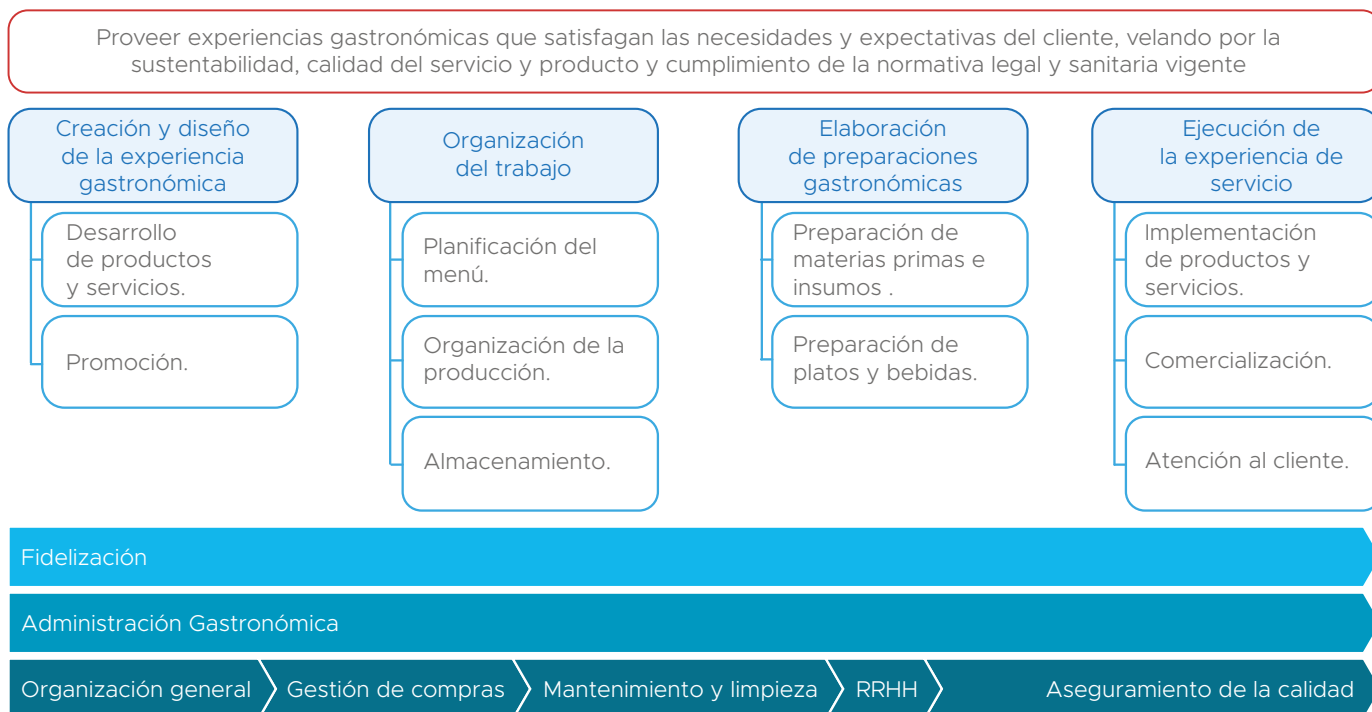 Proveer experiencias gastronómicas que satisfagan las necesidades y expectativas del cliente, velando por la
sustentabilidad, calidad del servicio y producto y cumplimiento de la normativa legal y sanitaria vigente
Creación y diseño
de la experiencia
gastronómica
Desarrollo
de productos
y servicios.
Promoción.
Organización
del trabajo
Planificación del
menú.
Organización de la
producción.
Almacenamiento.
Elaboración
de preparaciones
gastronómicas
Preparación de
materias primas e
insumos .
Preparación de
platos y bebidas.
Ejecución de
la experiencia de
servicio
Implementación
de productos y
servicios.
Comercialización.
Atención al cliente.
Fidelización
Administración Gastronómica
Organización general
Gestión de compras
Mantenimiento y limpieza
RRHH
Aseguramiento de la calidad